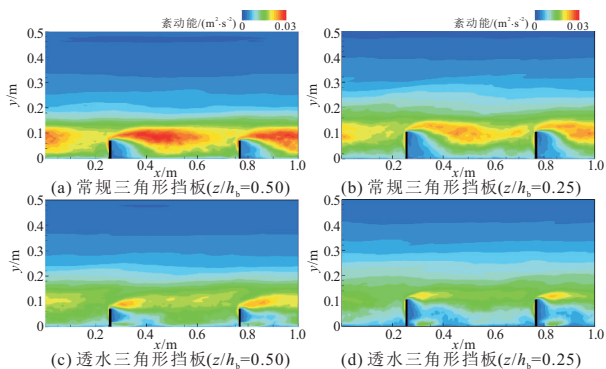 紊动能/(m²·s⁻²) 0 0.03 紊动能/(m²·s⁻²) 0 0.03
0.5 0.5
0.4 0.4
0.3 0.3
y/m y/m
0.2 0.2
0.1 0.1
0 0.2 0.4 0.6 0.8 1.0 0 0.2 0.4 0.6 0.8 1.0
x/m x/m
(a) 常规三角形挡板(z/h_b=0.50) (b) 常规三角形挡板(z/h_b=0.25)
0.5 0.5
0.4 0.4
0.3 0.3
y/m y/m
0.2 0.2
0.1 0.1
0 0.2 0.4 0.6 0.8 1.0 0 0.2 0.4 0.6 0.8 1.0
x/m x/m
(c) 透水三角形挡板(z/h_b=0.50) (d) 透水三角形挡板(z/h_b=0.25)